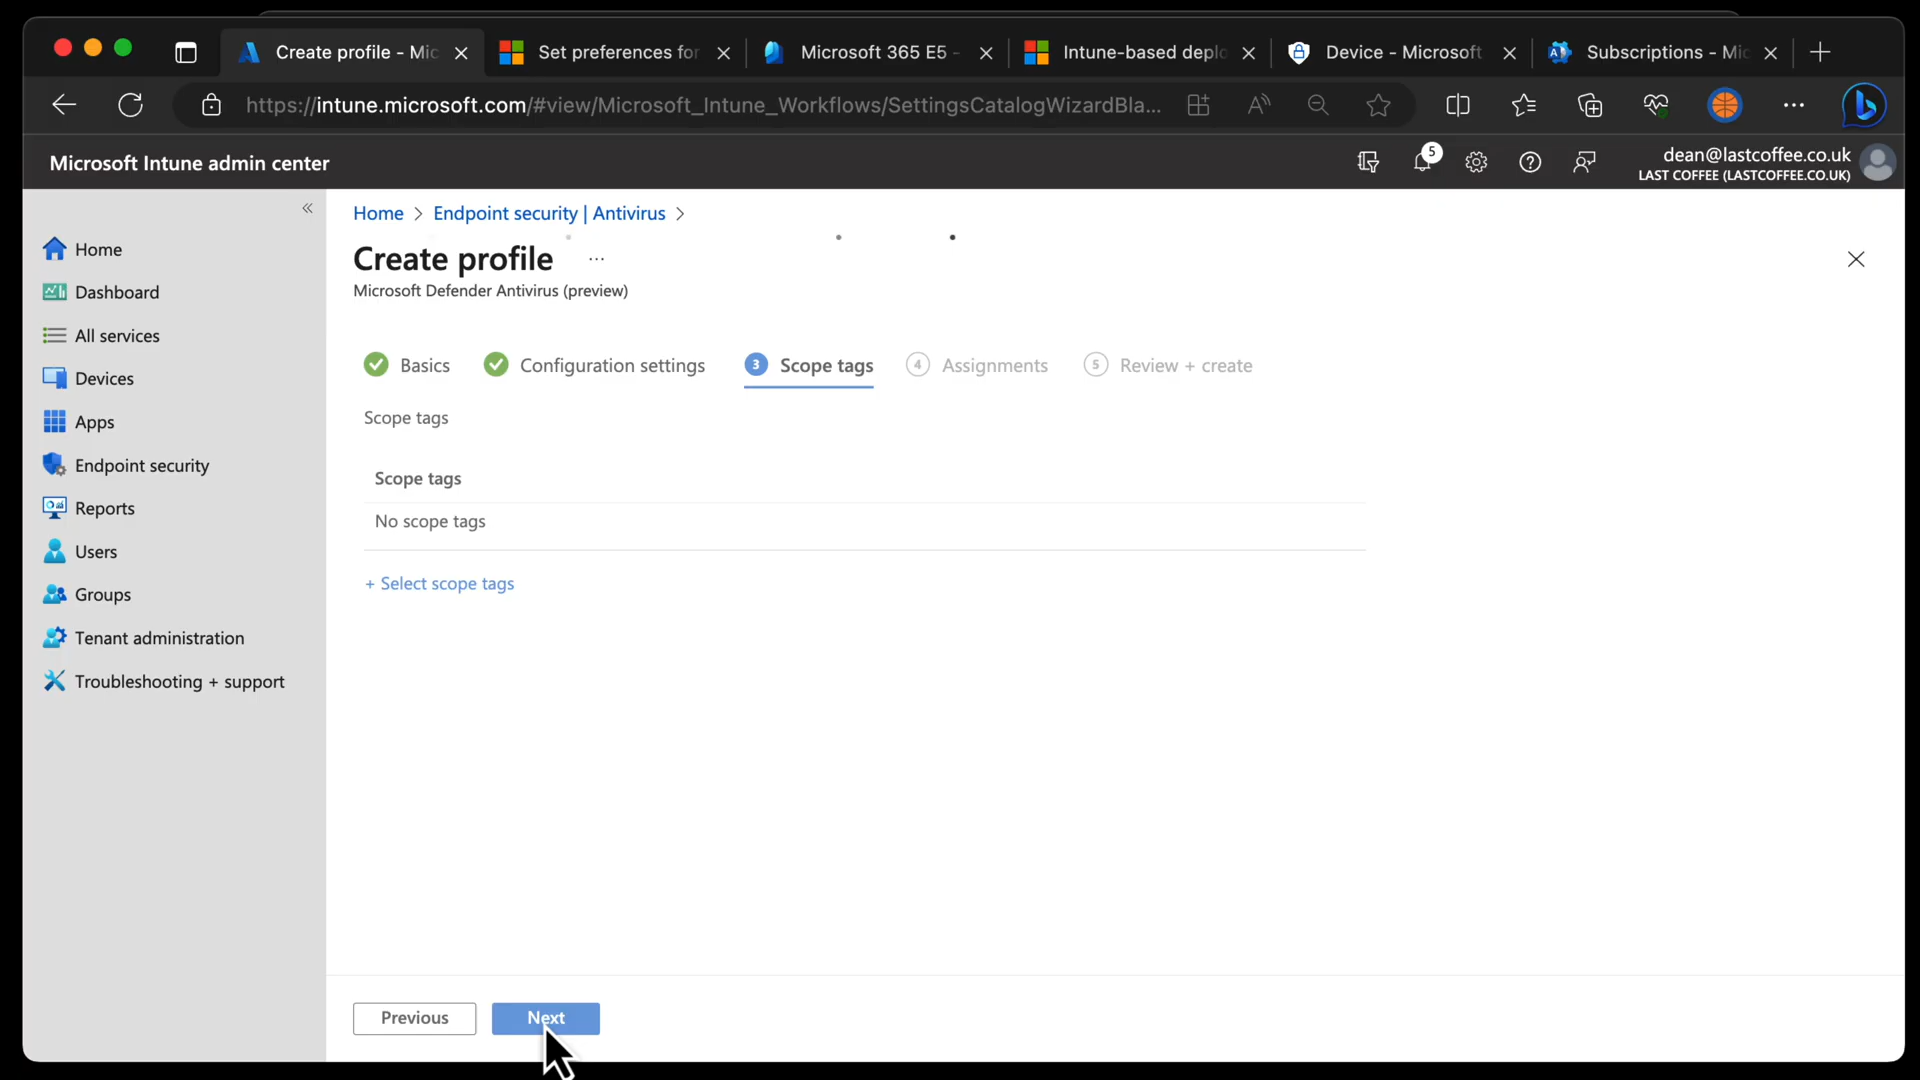 Create profile - Mic
Set preferences for
Microsoft 365 E5 -
Intune-based deplo
Device - Microsoft
Subscriptions - Mic
https://intune.microsoft.com/#view/Microsoft_Intune_Workflows/SettingsCatalogWizardBla...
Microsoft Intune admin center
5
dean@lastcoffee.co.uk
LAST COFFEE (LASTCOFFEE.CO.UK)
Home
Dashboard
All services
Devices
Apps
Endpoint security
Reports
Users
Groups
Tenant administration
Troubleshooting + support
Home > Endpoint security | Antivirus >
Create profile ...
Microsoft Defender Antivirus (preview)
Basics
Configuration settings
3 Scope tags
4 Assignments
5 Review + create
Scope tags
Scope tags
No scope tags
+ Select scope tags
Previous
Next